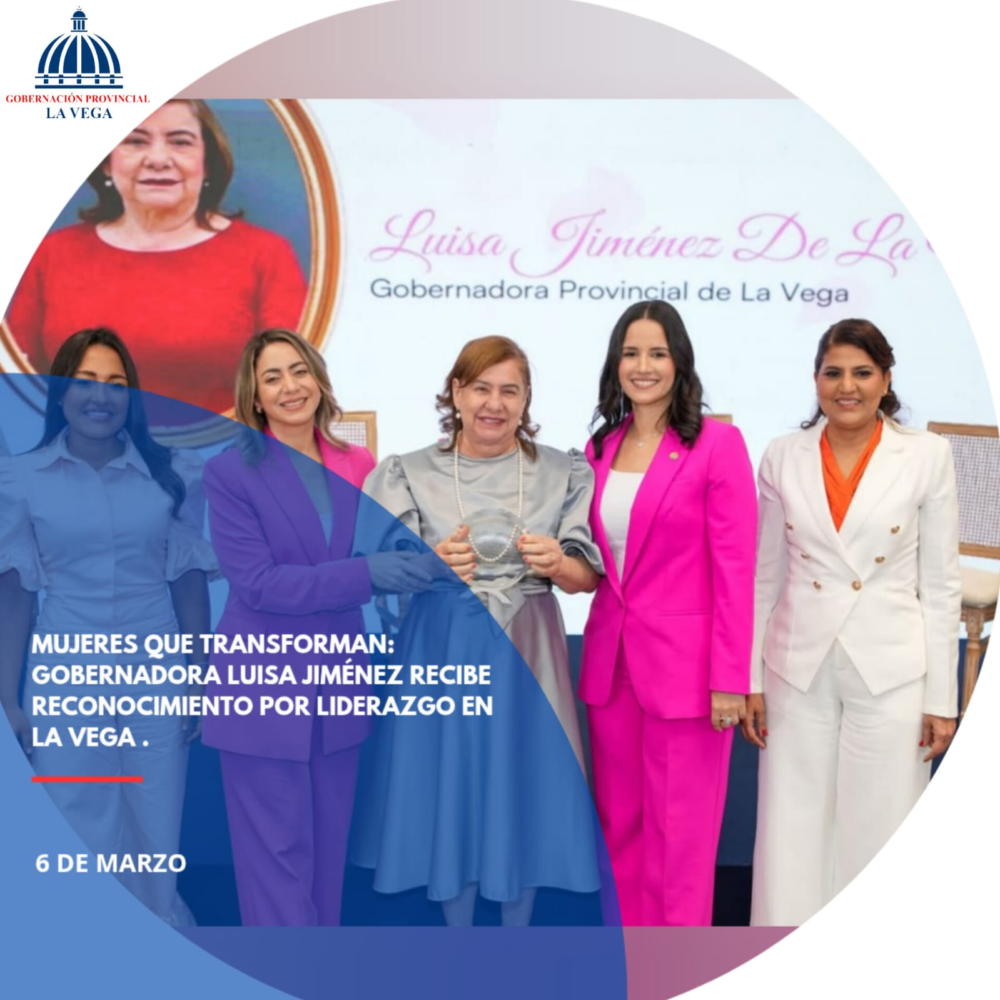 GOBERNACIÓN PROVINCIAL
LA VEGA
Luisa Jiménez De La
Gobernadora Provincial de La Vega
MUJERES QUE TRANSFORMAN:
GOBERNADORA LUISA JIMÉNEZ RECIBE
RECONOCIMIENTO POR LIDERAZGO EN
LA VEGA .
6 DE MARZO